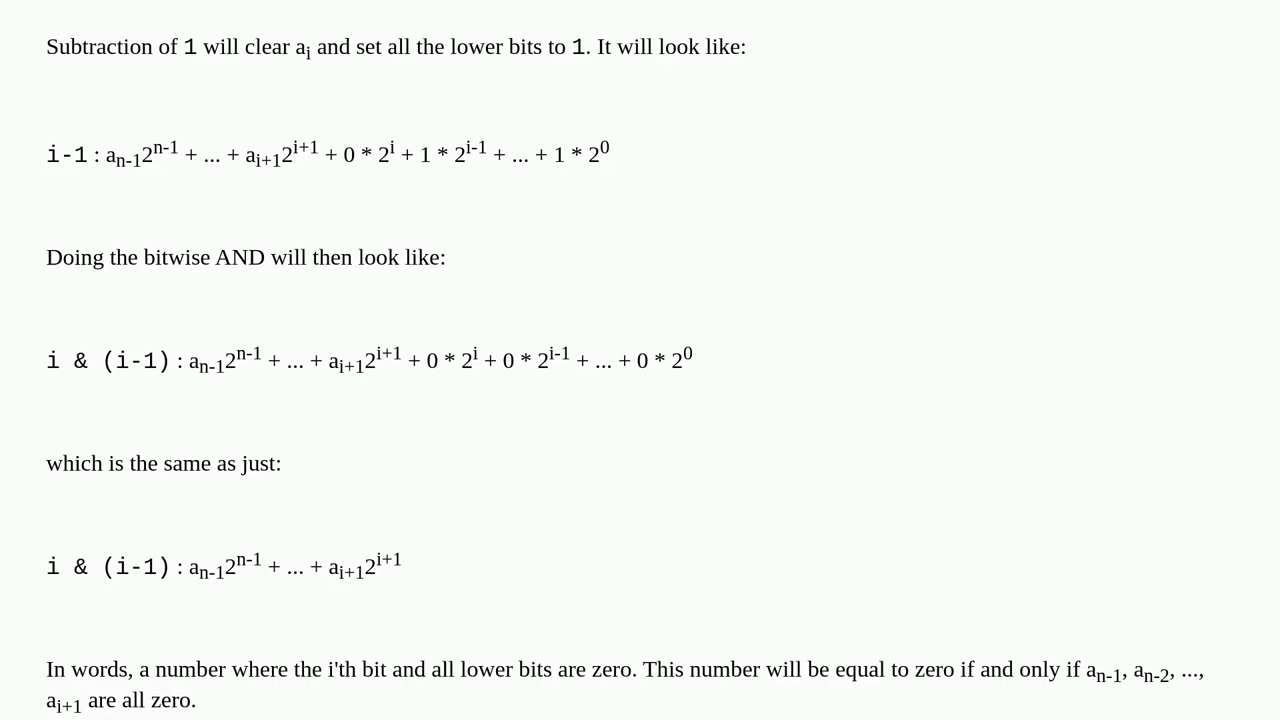 Subtraction of 1 will clear aᵢ and set all the lower bits to 1. It will look like:
i-1 : aₙ₋₁2ⁿ⁻¹ + ... + aᵢ₊₁2ⁱ⁺¹ + 0 * 2ⁱ + 1 * 2ⁱ⁻¹ + ... + 1 * 2⁰
Doing the bitwise AND will then look like:
i & (i-1) : aₙ₋₁2ⁿ⁻¹ + ... + aᵢ₊₁2ⁱ⁺¹ + 0 * 2ⁱ + 0 * 2ⁱ⁻¹ + ... + 0 * 2⁰
which is the same as just:
i & (i-1) : aₙ₋₁2ⁿ⁻¹ + ... + aᵢ₊₁2ⁱ⁺¹
In words, a number where the i'th bit and all lower bits are zero. This number will be equal to zero if and only if aₙ₋₁, aₙ₋₂, ...,
aᵢ₊₁ are all zero.